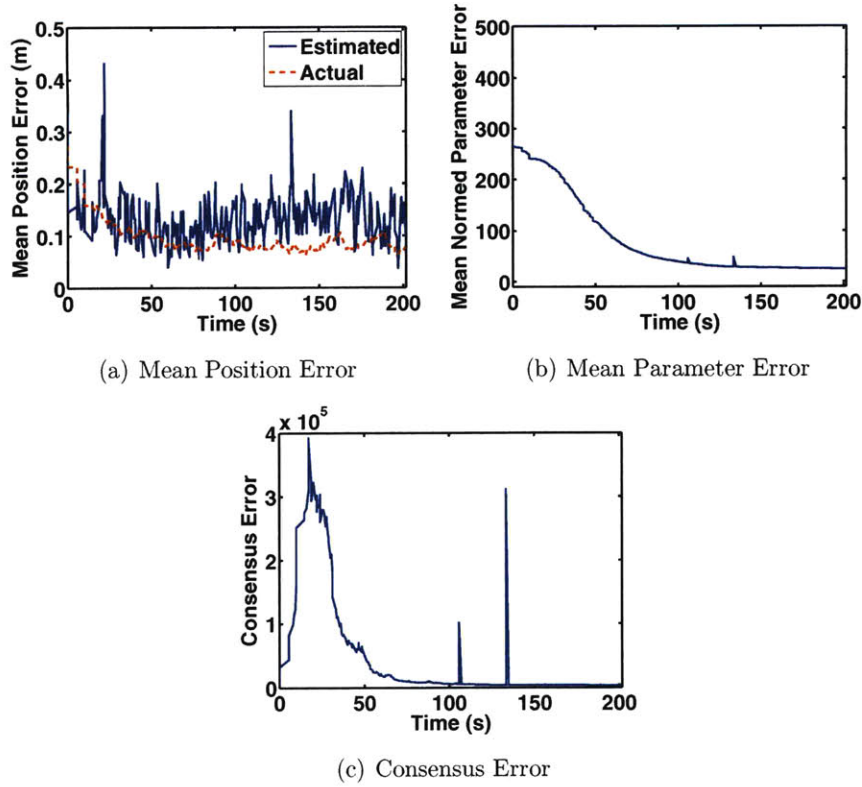 Mean Position Error (m)
0.5
0.4
0.3
0.2
0.1
0
Estimated
Actual
0
50
100
150
200
Time (s)
(a) Mean Position Error
Mean Normed Parameter Error
500
400
300
200
100
0
0
50
100
150
200
Time (s)
(b) Mean Parameter Error
x 10^5
Consensus Error
4
3
2
1
0
0
50
100
150
200
Time (s)
(c) Consensus Error